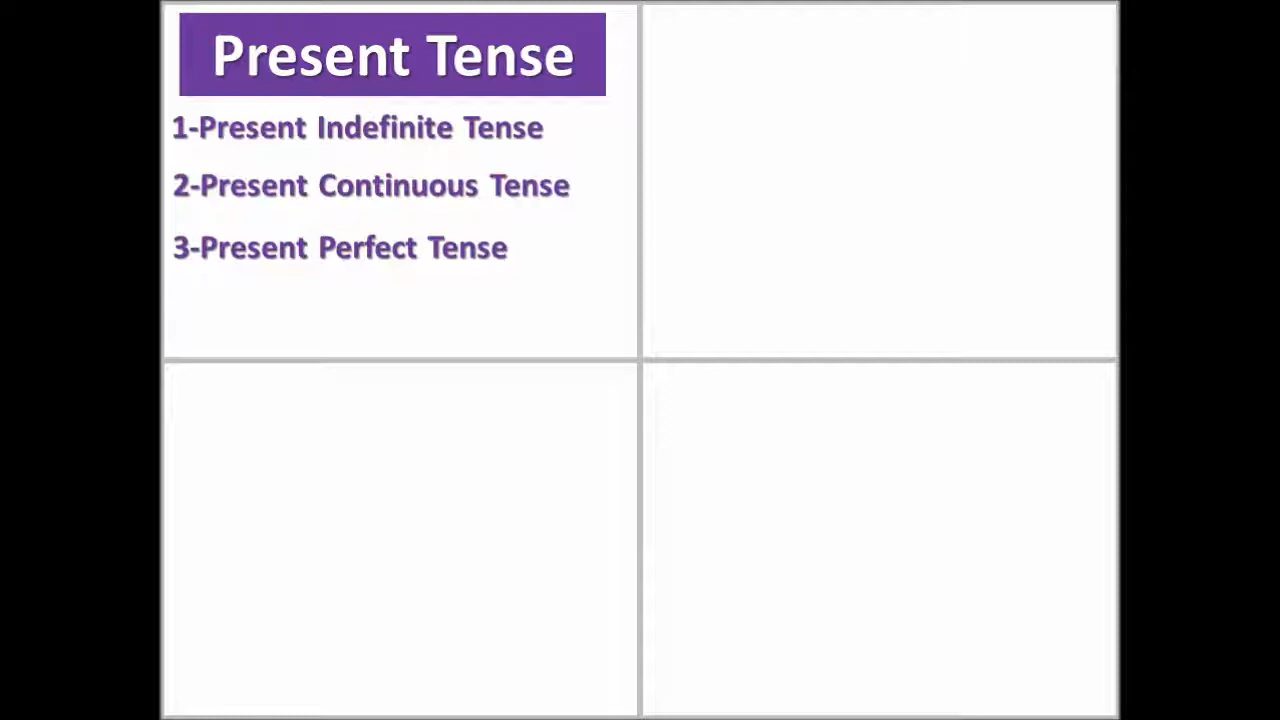 Present Tense
1-Present Indefinite Tense
2-Present Continuous Tense
3-Present Perfect Tense